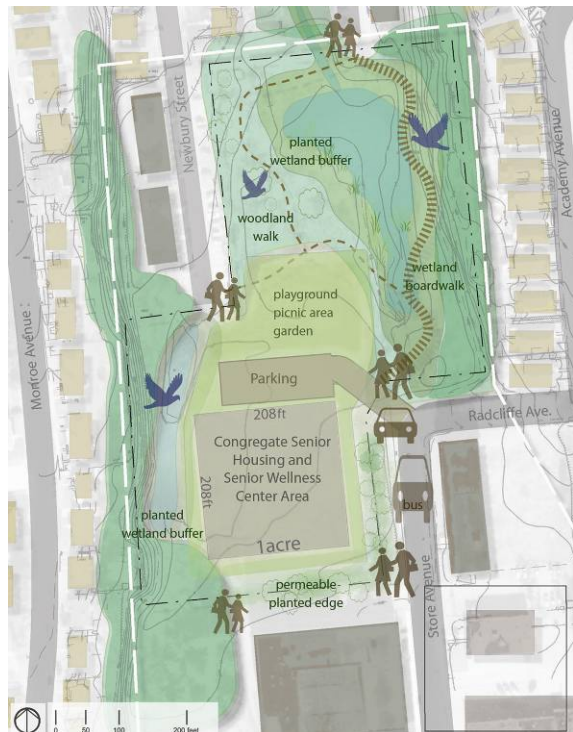 Newbury Street
Academy Avenue
AVE
planted
wetland buffer
woodland
walk
wetland
boardwalk
playground
picnic area
garden
Monroe Avenue
Parking
208ft
Radcliffe Ave.
Congregate Senior
Housing and
Senior Wellness
Center Area
208ft
bus
planted
wetland buffer
1acre
permeable-
planted edge
Store Avenue
0 50 100 200 feet